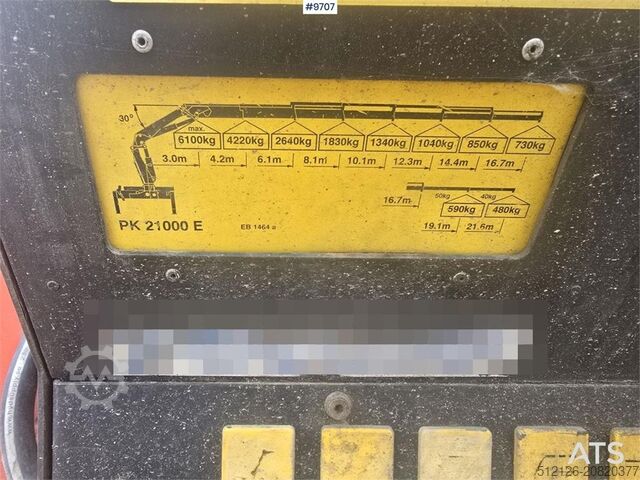 #9707
30°
max.
6100kg 4220kg 2640kg 1830kg 1340kg 1040kg 850kg 730kg
3.0m 4.2m 6.1m 8.1m 10.1m 12.3m 14.4m 16.7m
50kg 40kg
16.7m 590kg 480kg
19.1m 21.6m
PK 21000 E EB 1464 a
ATS
512126-20820377